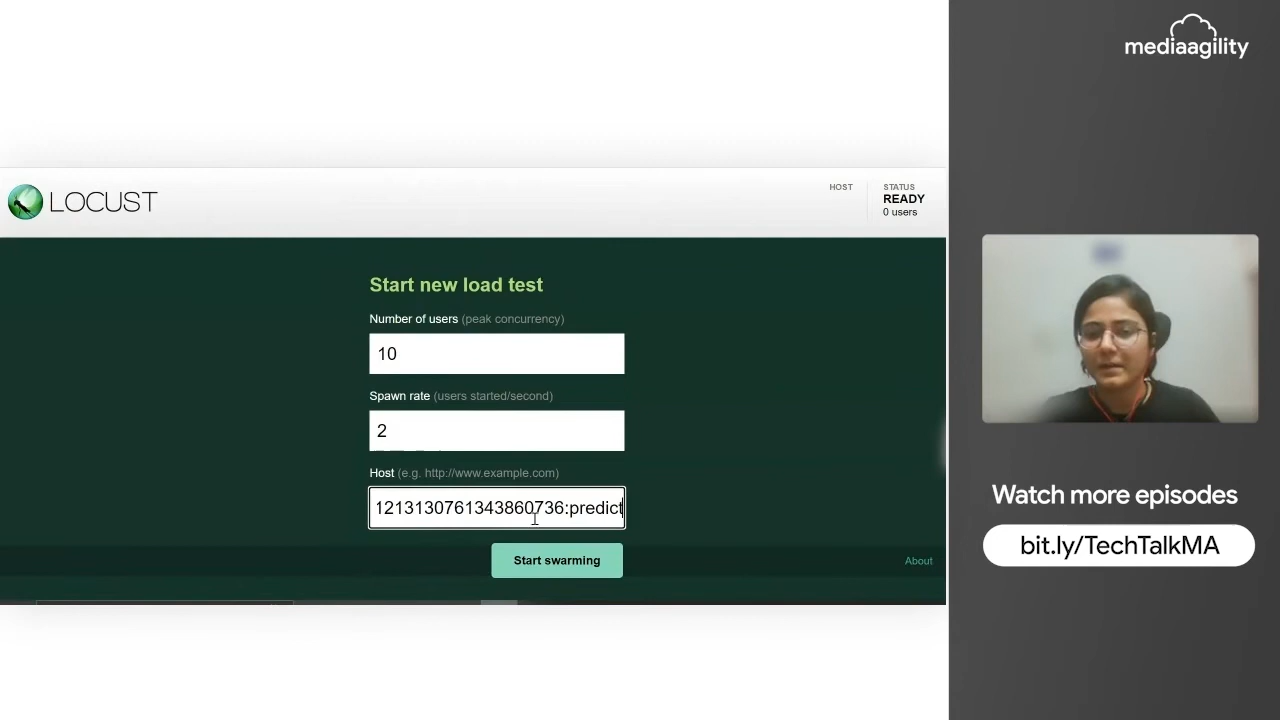 mediaagility
LOCUST
HOST
STATUS
READY
0 users
Start new load test
Number of users (peak concurrency)
10
Spawn rate (users started/second)
2
Host (e.g. http://www.example.com)
1213130761343860736:predict
Start swarming
About
Watch more episodes
bit.ly/TechTalkMA